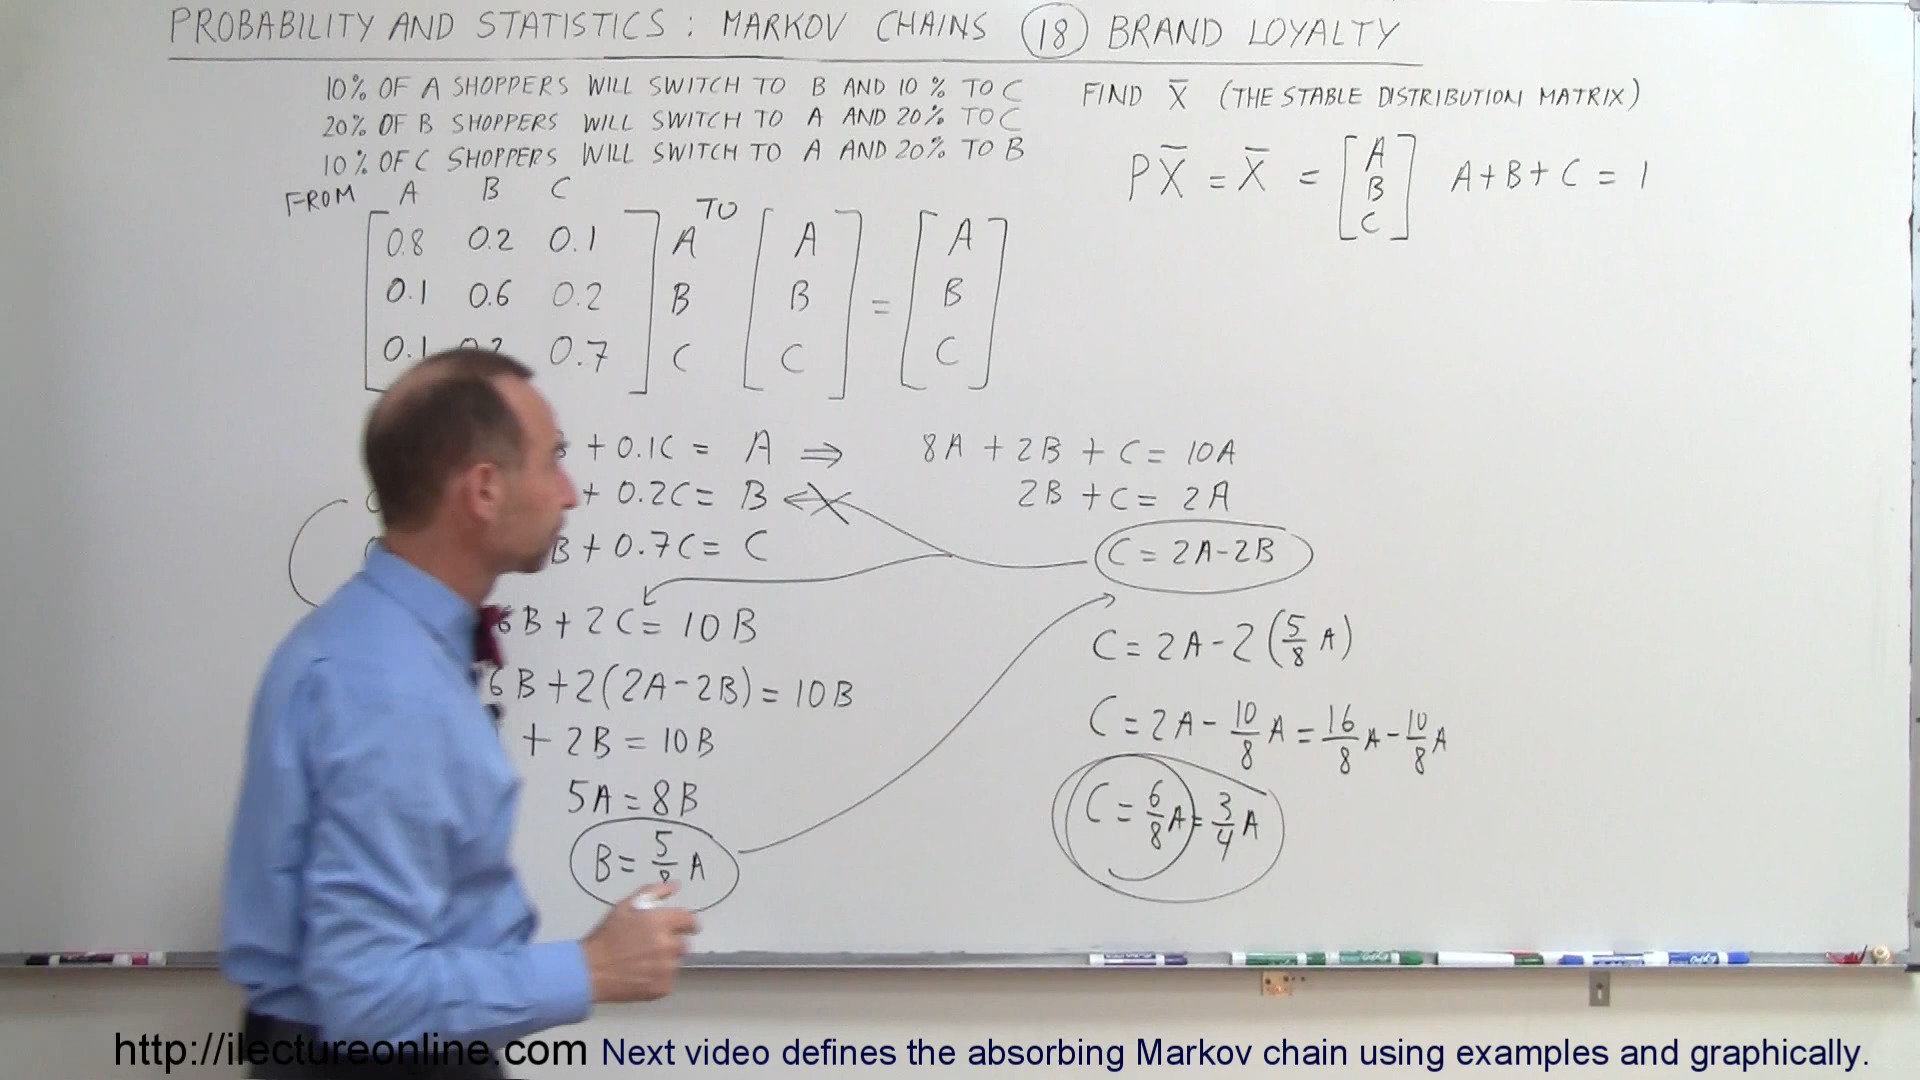 PROBABILITY AND STATISTICS: MARKOV CHAINS (18) BRAND LOYALTY
10% OF A SHOPPERS WILL SWITCH TO B AND 10% TO C
20% OF B SHOPPERS WILL SWITCH TO A AND 20% TO C
10% OF C SHOPPERS WILL SWITCH TO A AND 20% TO B
FIND X̄ (THE STABLE DISTRIBUTION MATRIX)
PX̄ = X̄ = [A B C] A+B+C = 1
FROM A B C
TO
0.8 0.2 0.1 A A A
0.1 0.6 0.2 B B = B
0.1 0.7 C C C
+ 0.1C = A ⇒ 8A + 2B + C = 10A
+ 0.2C = B 2B + C = 2A
B + 0.7C = C C = 2A-2B
6B + 2C = 10B
6B + 2(2A-2B) = 10B
+ 2B = 10B
5A = 8B
B = 5/8 A
C = 2A - 2(5/8 A)
C = 2A - 10/8 A = 16/8 A - 10/8 A
C = 6/8 A = 3/4 A
http://ilectureonline.com Next video defines the absorbing Markov chain using examples and graphically.